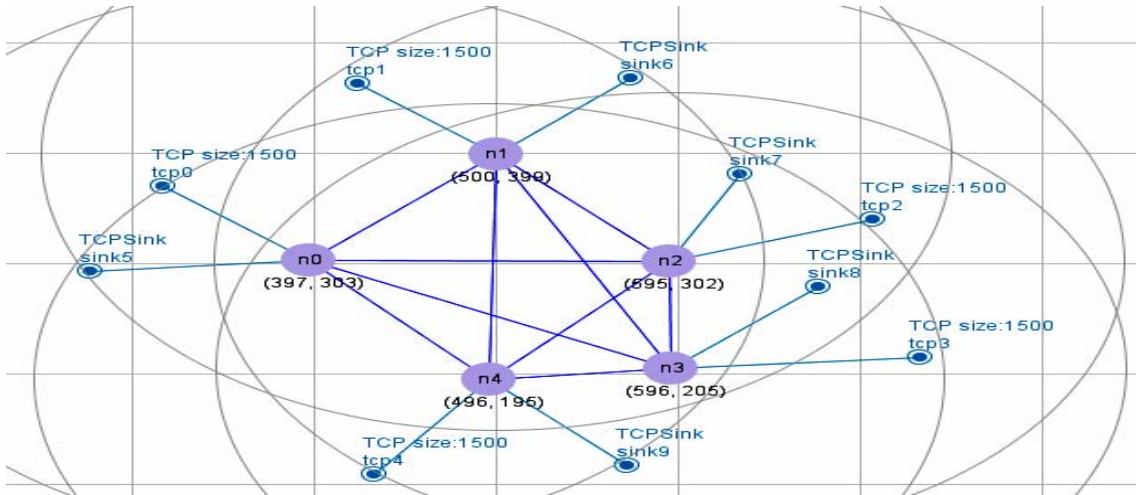 TCP size:1500
tcp1
TCPSink
sink6
n1
(500, 399)
TCP size:1500
tcp0
TCPSink
sink7
TCP size:1500
tcp2
TCPSink
sink5
n0
(397, 303)
n2
(595, 302)
TCPSink
sink8
TCP size:1500
tcp3
n4
(496, 195)
n3
(596, 205)
TCP size:1500
tcp4
TCPSink
sink9